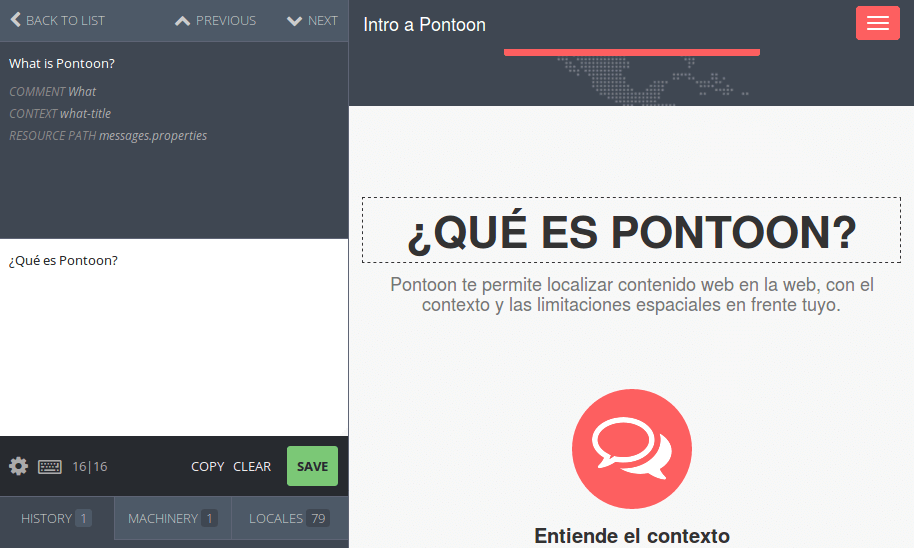 BACK TO LIST
PREVIOUS
NEXT
What is Pontoon?
COMMENT What
CONTEXT what-title
RESOURCE PATH messages.properties
¿Qué es Pontoon?
16|16
COPY
CLEAR
SAVE
HISTORY 1
MACHINERY 1
LOCALES 79
Intro a Pontoon
¿QUÉ ES PONTOON?
Pontoon te permite localizar contenido web en la web, con el
contexto y las limitaciones espaciales en frente tuyo.
Entiende el contexto